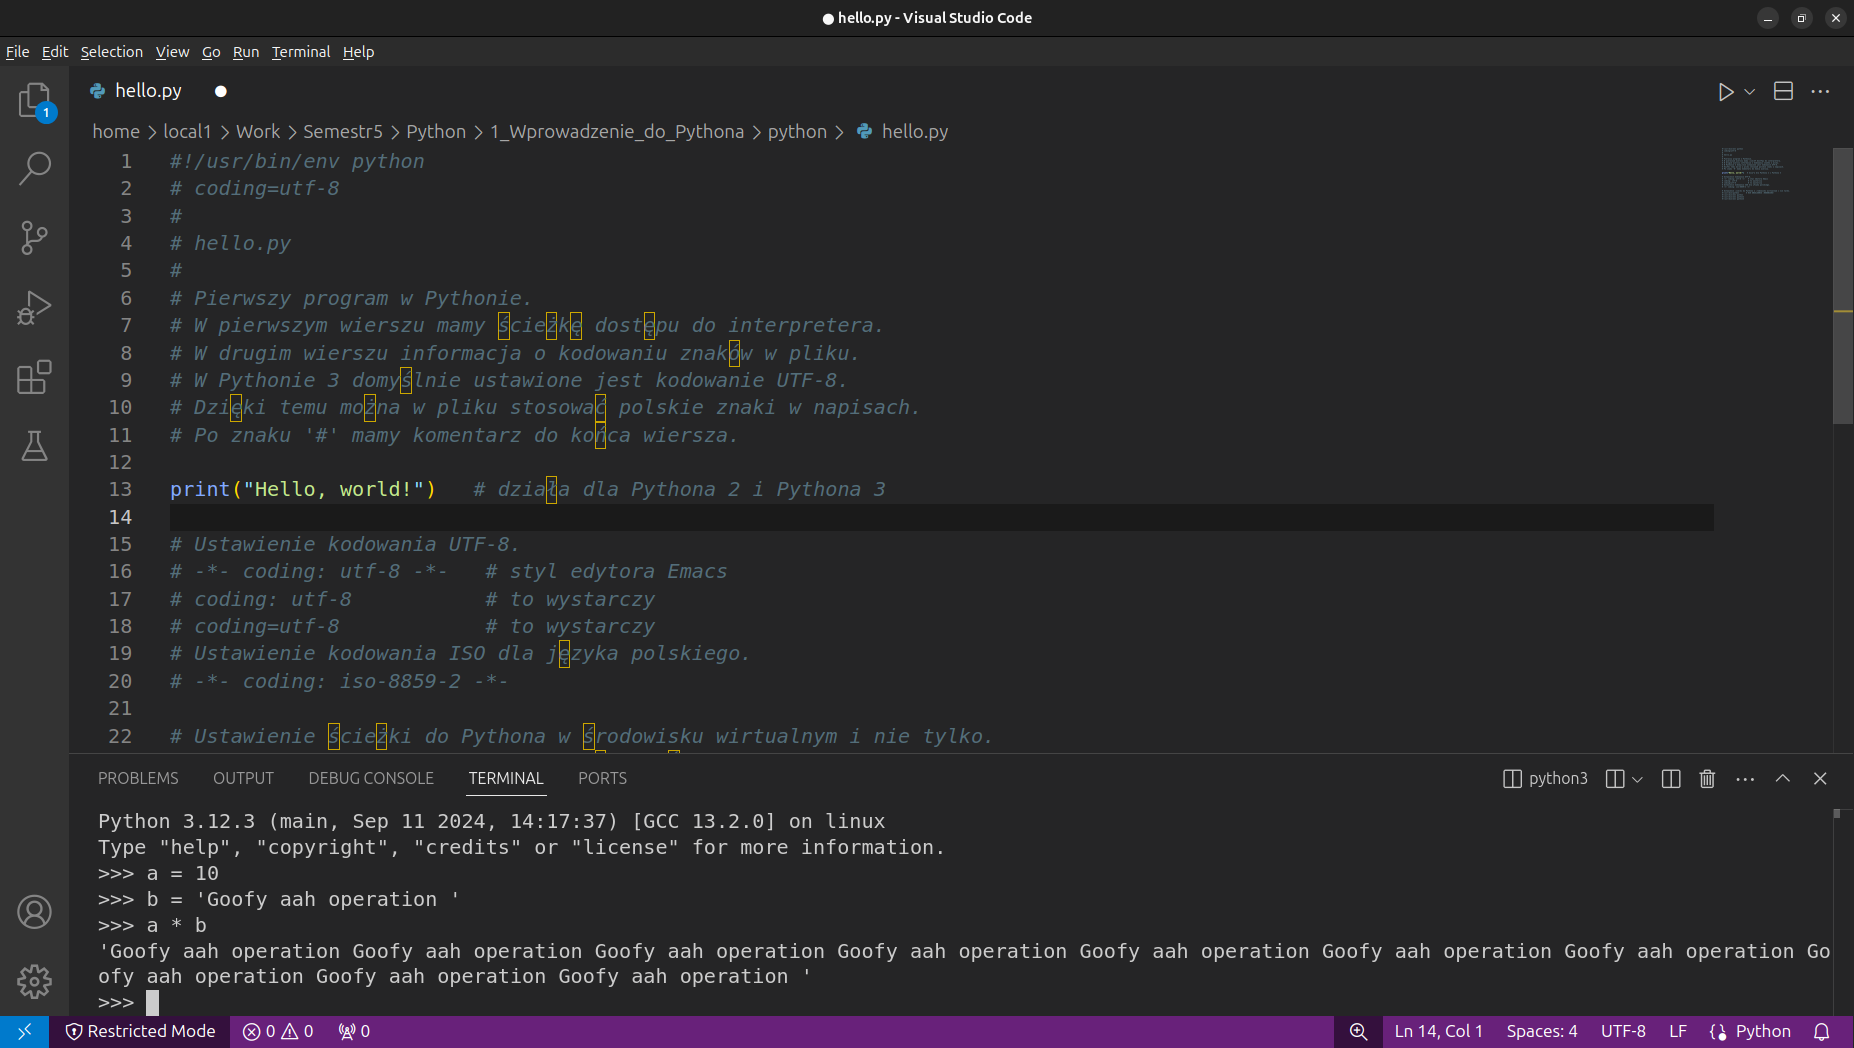 hello.py - Visual Studio Code
File Edit Selection View Go Run Terminal Help
1
hello.py
home > local1 > Work > Semestr5 > Python > 1_Wprowadzenie_do_Pythona > python > hello.py
1 #!/usr/bin/env python
2 # coding=utf-8
3 #
4 # hello.py
5 #
6 # Pierwszy program w Pythonie.
7 # W pierwszym wierszu mamy ścieżkę dostępu do interpretera.
8 # W drugim wierszu informacja o kodowaniu znaków w pliku.
9 # W Pythonie 3 domyślnie ustawione jest kodowanie UTF-8.
10 # Dzięki temu można w pliku stosować polskie znaki w napisach.
11 # Po znaku '#' mamy komentarz do końca wiersza.
12
13 print("Hello, world!")   # działa dla Pythona 2 i Pythona 3
14
15 # Ustawienie kodowania UTF-8.
16 # -*- coding: utf-8 -*-   # styl edytora Emacs
17 # coding: utf-8           # to wystarczy
18 # coding=utf-8            # to wystarczy
19 # Ustawienie kodowania ISO dla języka polskiego.
20 # -*- coding: iso-8859-2 -*-
21
22 # Ustawienie ścieżki do Pythona w środowisku wirtualnym i nie tylko.
PROBLEMS OUTPUT DEBUG CONSOLE TERMINAL PORTS python3
Python 3.12.3 (main, Sep 11 2024, 14:17:37) [GCC 13.2.0] on linux
Type "help", "copyright", "credits" or "license" for more information.
>>> a = 10
>>> b = 'Goofy aah operation '
>>> a * b
'Goofy aah operation Goofy aah operation Goofy aah operation Goofy aah operation Goofy aah operation Goofy aah operation Goofy aah operation Go
ofy aah operation Goofy aah operation Goofy aah operation '
>>>
Restricted Mode 0 0 0 Ln 14, Col 1 Spaces: 4 UTF-8 LF Python